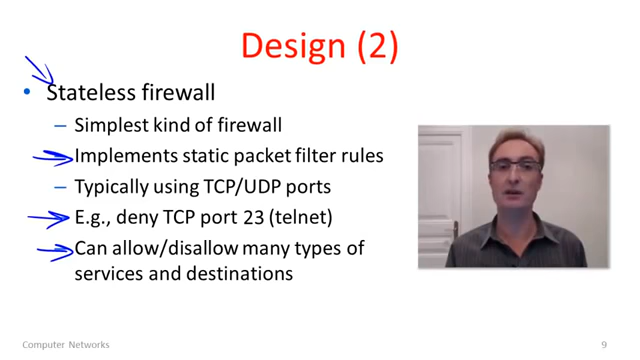 Design (2)
• Stateless firewall
– Simplest kind of firewall
– Implements static packet filter rules
– Typically using TCP/UDP ports
– E.g., deny TCP port 23 (telnet)
– Can allow/disallow many types of
services and destinations
Computer Networks
9